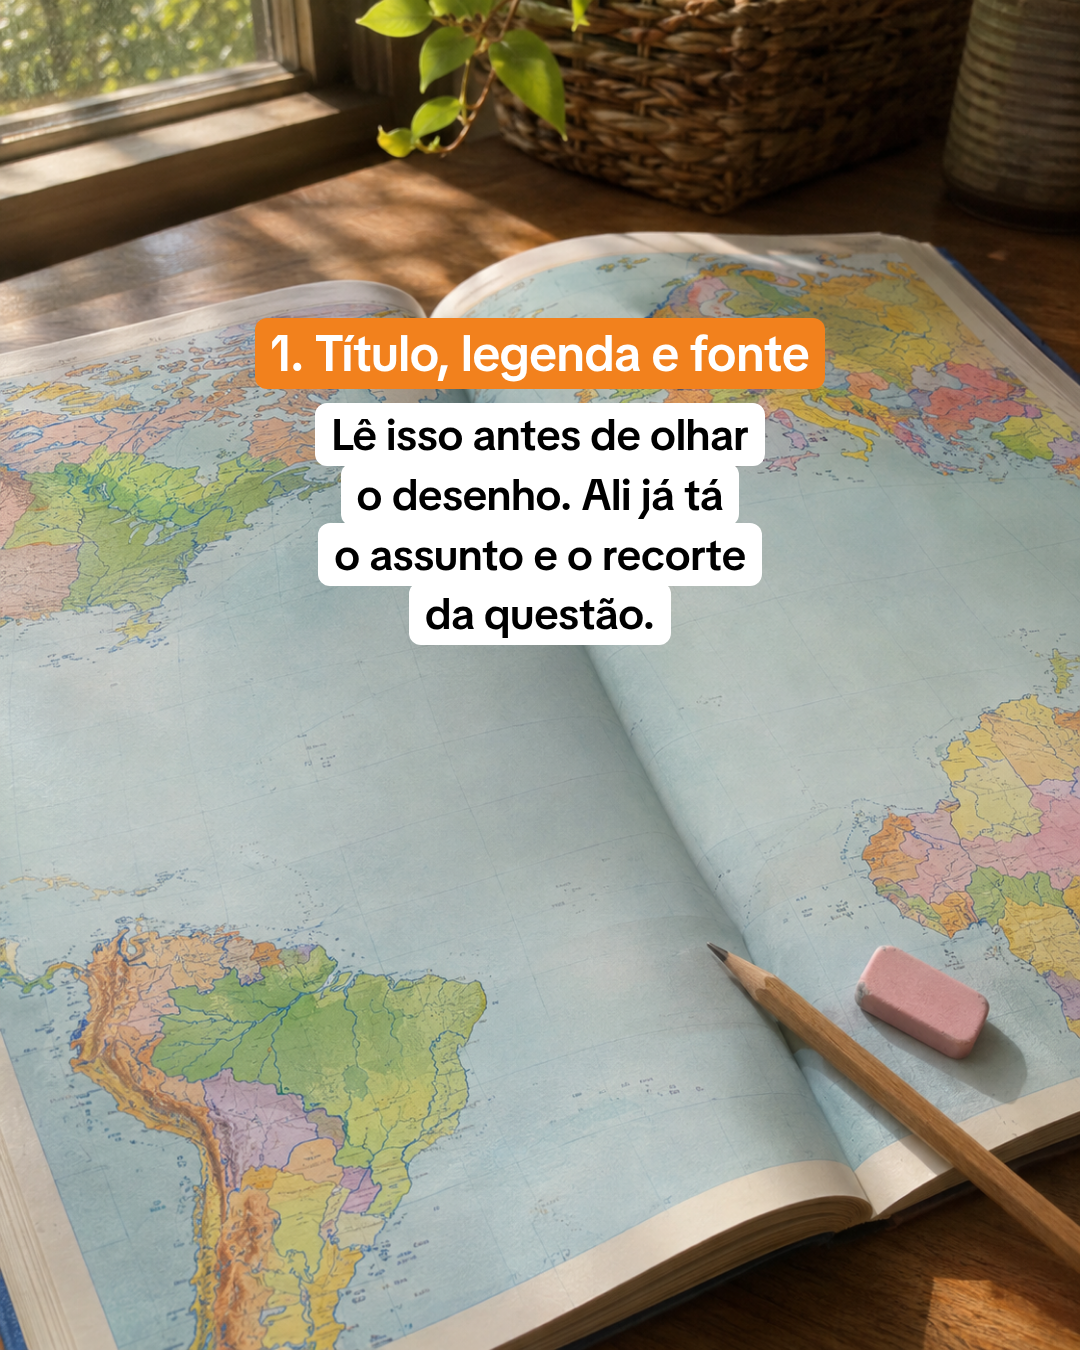 1. Título, legenda e fonte
Lê isso antes de olhar
o desenho. Ali já tá
o assunto e o recorte
da questão.